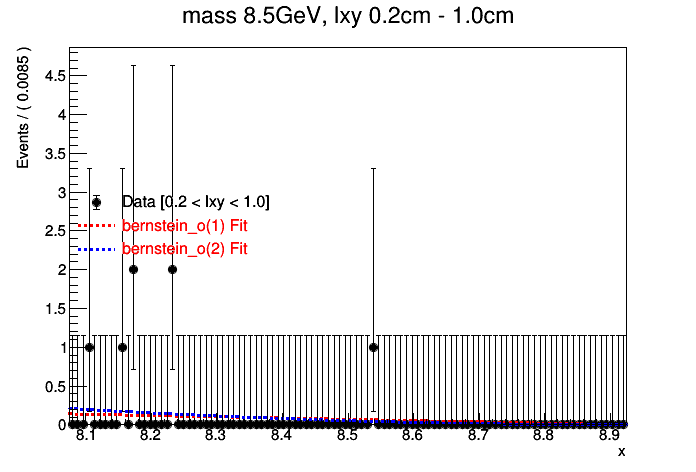 mass 8.5GeV, lxy 0.2cm - 1.0cm
Events / ( 0.0085 )
4.5
4
3.5
3
2.5
2
1.5
1
0.5
0
Data [0.2 < lxy < 1.0]
bernstein_o(1) Fit
bernstein_o(2) Fit
8.1 8.2 8.3 8.4 8.5 8.6 8.7 8.8 8.9
x